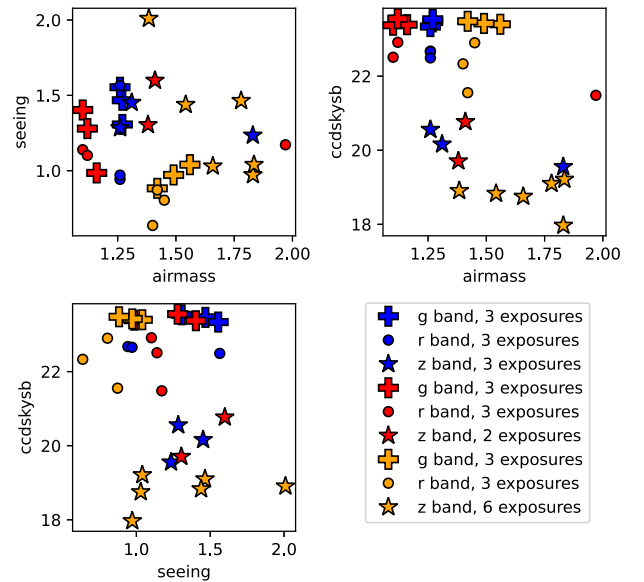 2.0
1.5
1.0
seeing
1.25
1.50
1.75
2.00
airmass
22
20
18
ccdskysb
1.25
1.50
1.75
2.00
airmass
22
20
18
ccdskysb
1.0
1.5
2.0
seeing
g band, 3 exposures
r band, 3 exposures
z band, 3 exposures
g band, 3 exposures
r band, 3 exposures
z band, 2 exposures
g band, 3 exposures
r band, 3 exposures
z band, 6 exposures